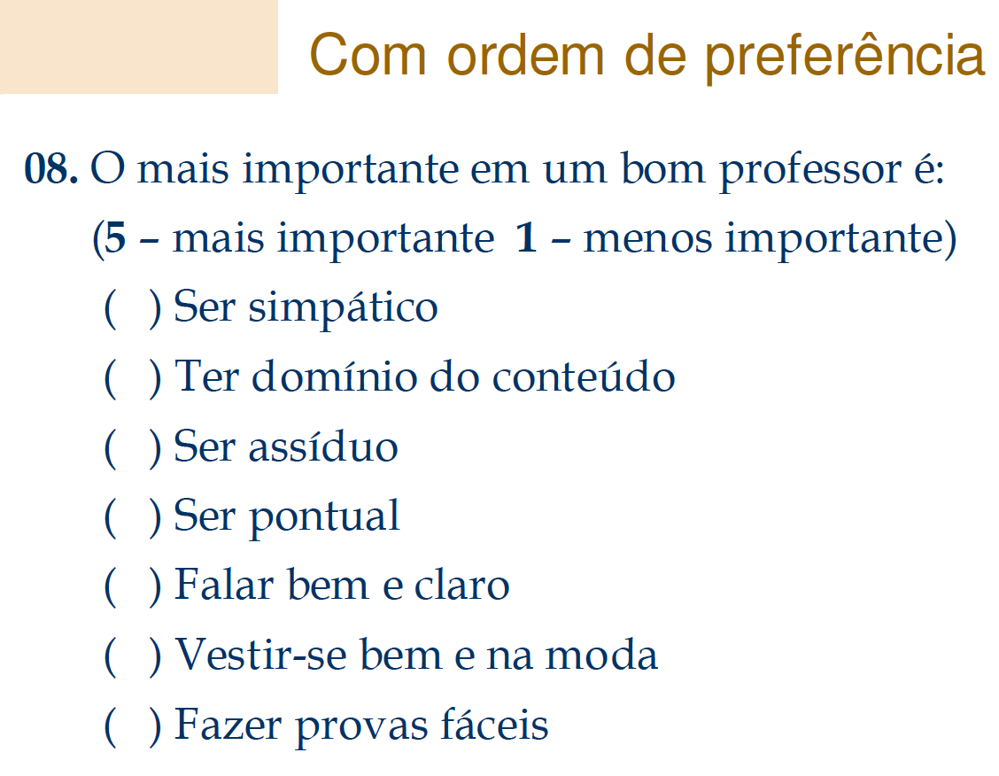 Com ordem de preferência
08. O mais importante em um bom professor é:
(5 – mais importante 1 – menos importante)
( ) Ser simpático
( ) Ter domínio do conteúdo
( ) Ser assíduo
( ) Ser pontual
( ) Falar bem e claro
( ) Vestir-se bem e na moda
( ) Fazer provas fáceis